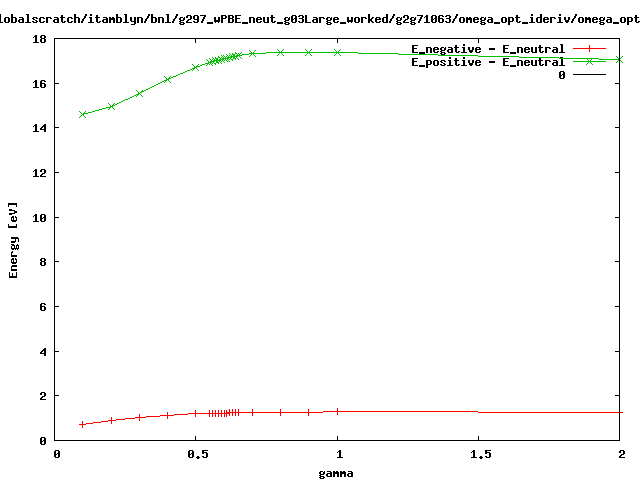 lobalscratch/itamblyn/bnl/g297_wPBE_neut_g03Large_worked/g2g71063/omega_opt_ideriv/omega_opt
E_negative - E_neutral
E_positive - E_neutral
0
18
16
14
12
10
8
6
4
2
0
Energy [eV]
0 0.5 1 1.5 2
gamma